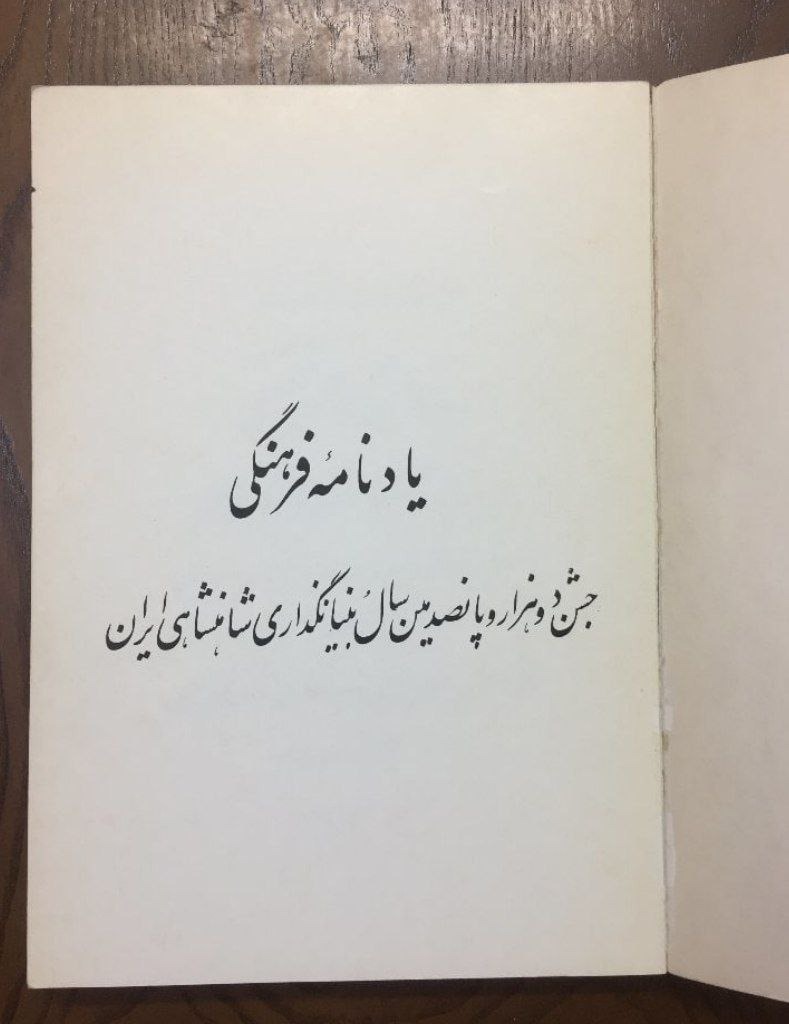 یادنامهٔ فرهنگی
جشن دوهزاروپانصدمین سال بنیانگذاری شاهنشاهی ایران